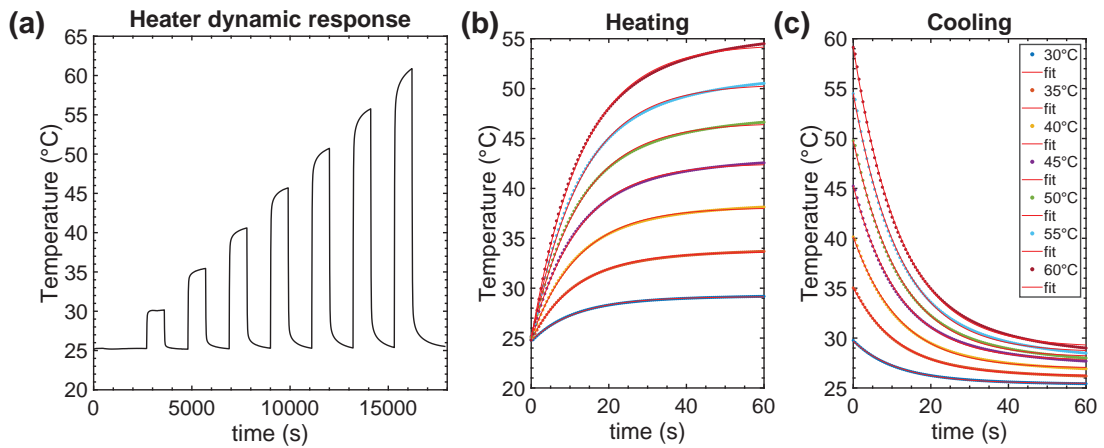 (a) Heater dynamic response
Temperature (°C)
65
60
55
50
45
40
35
30
25
20
0 5000 10000 15000
time (s)
(b) Heating
Temperature (°C)
55
50
45
40
35
30
25
20
0 20 40 60
time (s)
(c) Cooling
Temperature (°C)
60
55
50
45
40
35
30
25
0 20 40 60
time (s)
30°C
fit
35°C
fit
40°C
fit
45°C
fit
50°C
fit
55°C
fit
60°C
fit